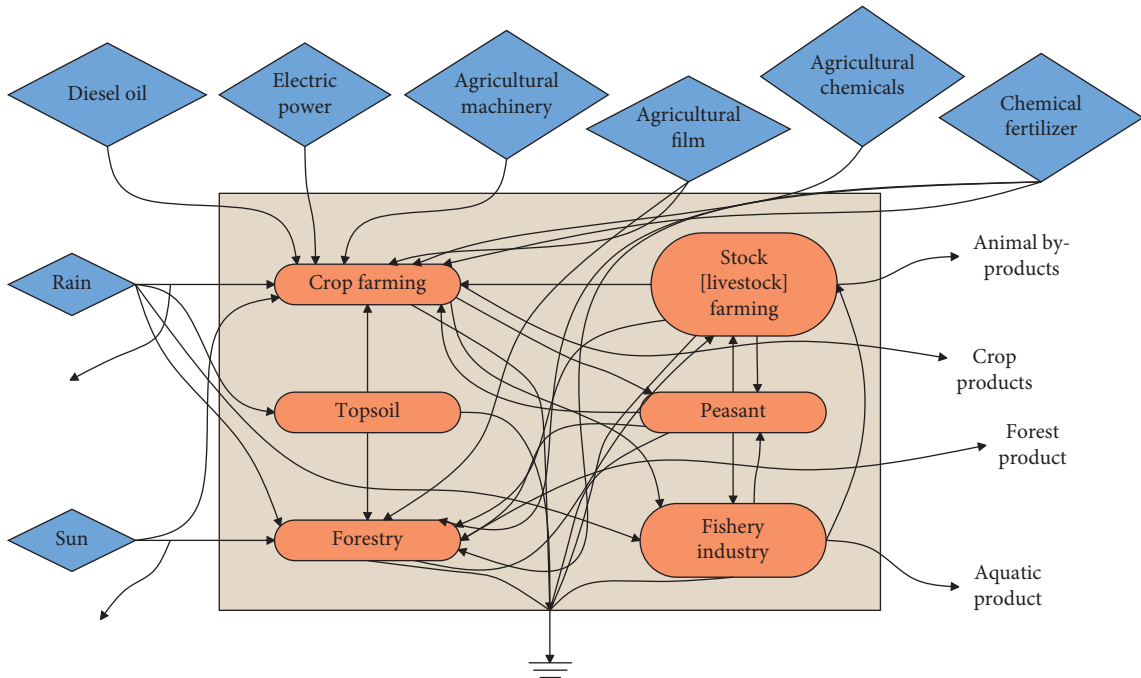 Diesel oil
Electric
power
Agricultural
machinery
Agricultural
film
Agricultural
chemicals
Chemical
fertilizer
Rain
Crop farming
Stock
[livestock]
farming
Animal by-
products
Crop
products
Topsoil
Peasant
Forest
product
Sun
Forestry
Fishery
industry
Aquatic
product